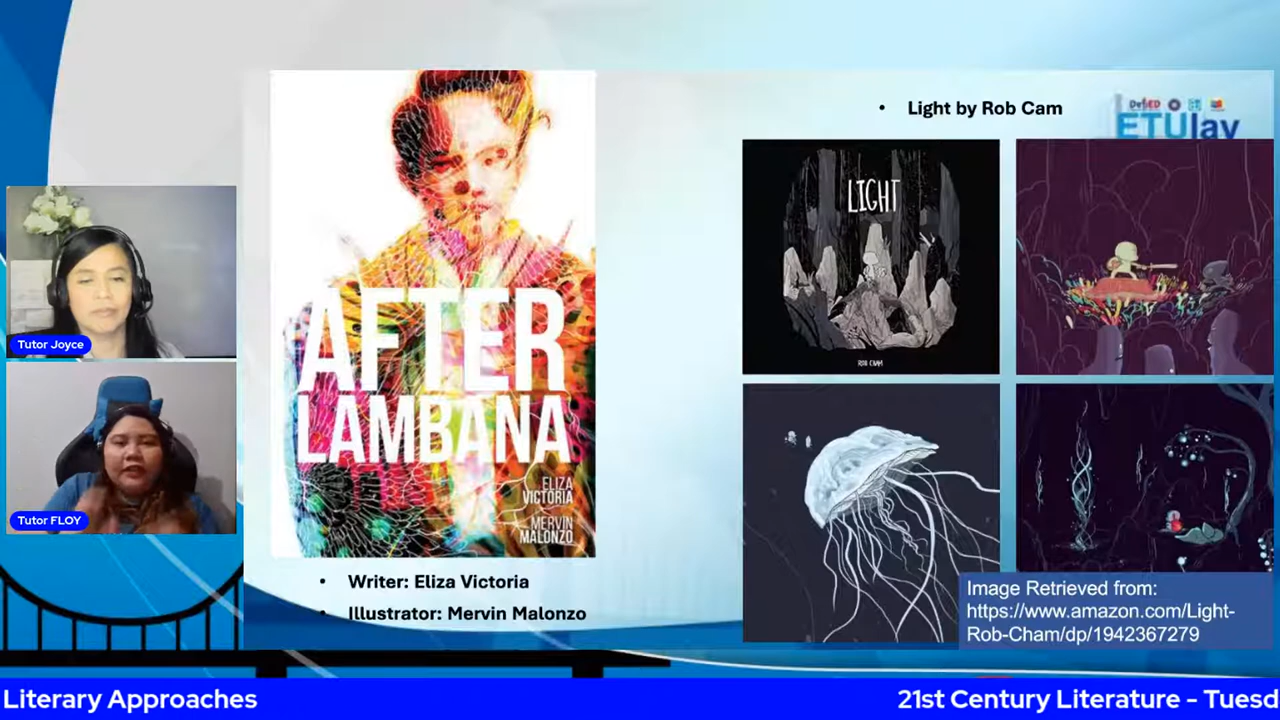 • Light by Rob Cam
DepED
ETUlay
LIGHT
ROB CHAM
AFTER
LAMBANA
ELIZA
VICTORIA
MERVIN
MALONZO
Tutor Joyce
Tutor FLOY
• Writer: Eliza Victoria
• Illustrator: Mervin Malonzo
Image Retrieved from:
https://www.amazon.com/Light-
Rob-Cham/dp/1942367279
Literary Approaches
21st Century Literature - Tuesd